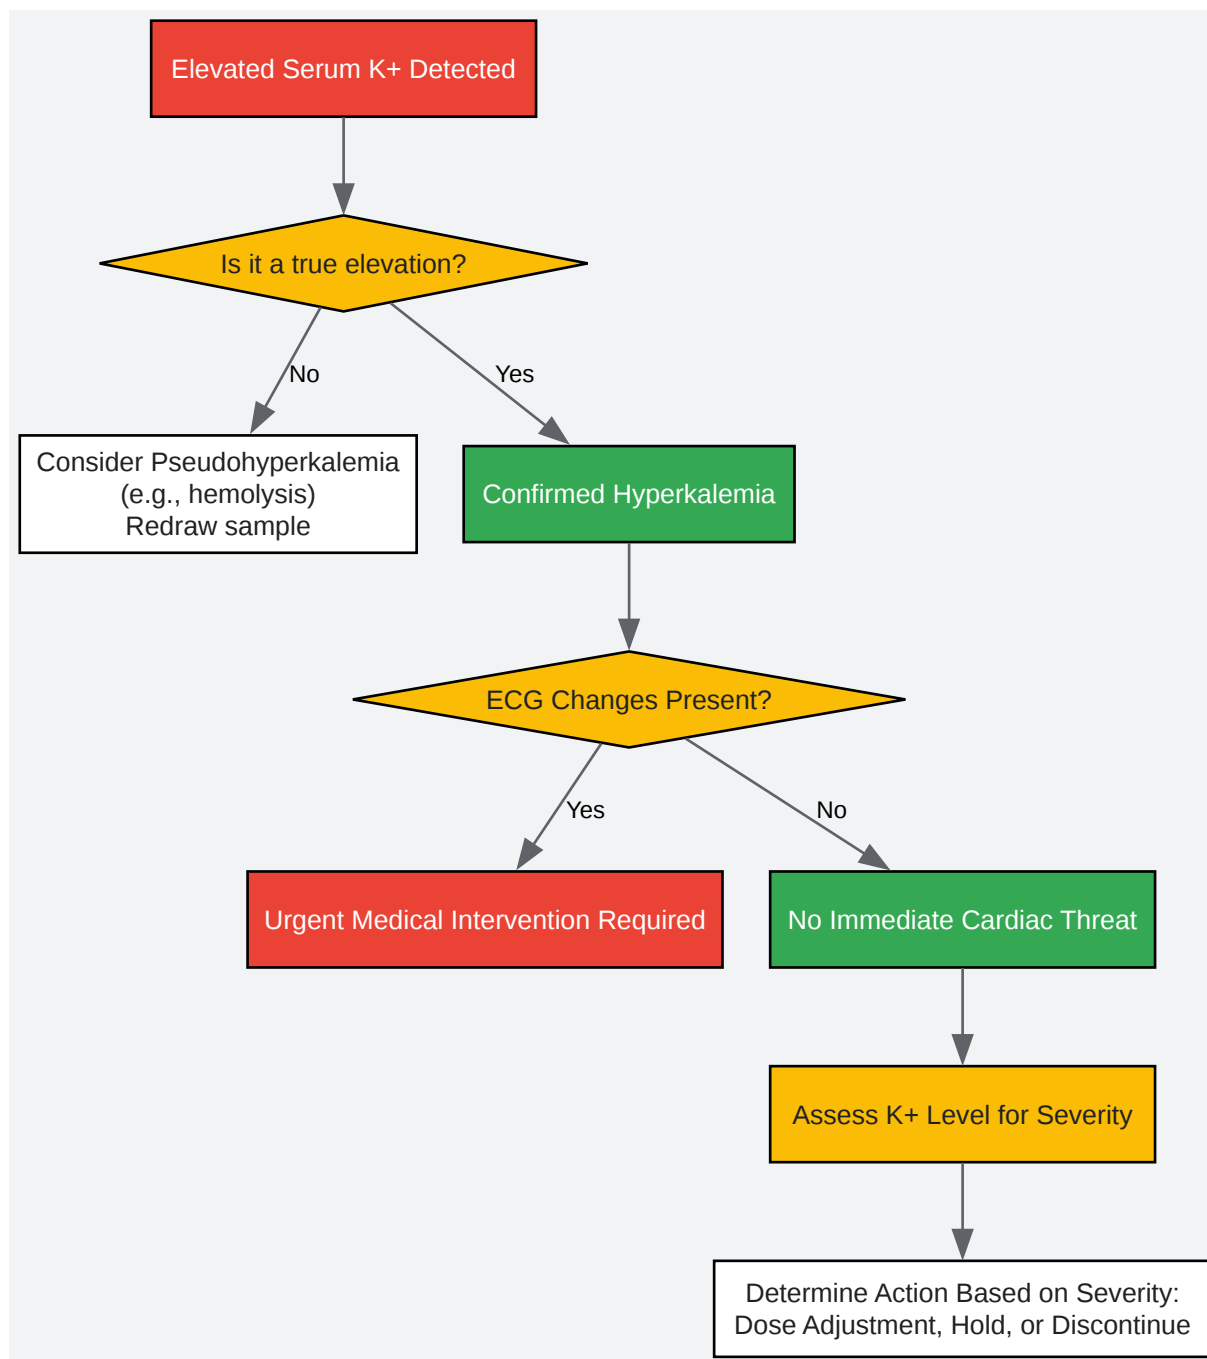 Elevated Serum K+ Detected
Is it a true elevation?
No
Yes
Consider Pseudohyperkalemia
(e.g., hemolysis)
Redraw sample
Confirmed Hyperkalemia
ECG Changes Present?
Yes
No
Urgent Medical Intervention Required
No Immediate Cardiac Threat
Assess K+ Level for Severity
Determine Action Based on Severity:
Dose Adjustment, Hold, or Discontinue